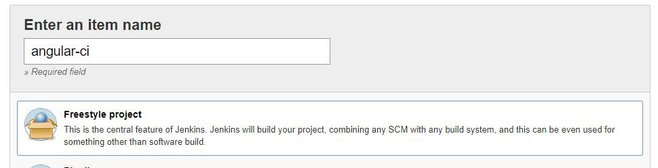 Enter an item name
angular-ci
» Required field
Freestyle project
This is the central feature of Jenkins. Jenkins will build your project, combining any SCM with any build system, and this can be even used for
something other than software build.